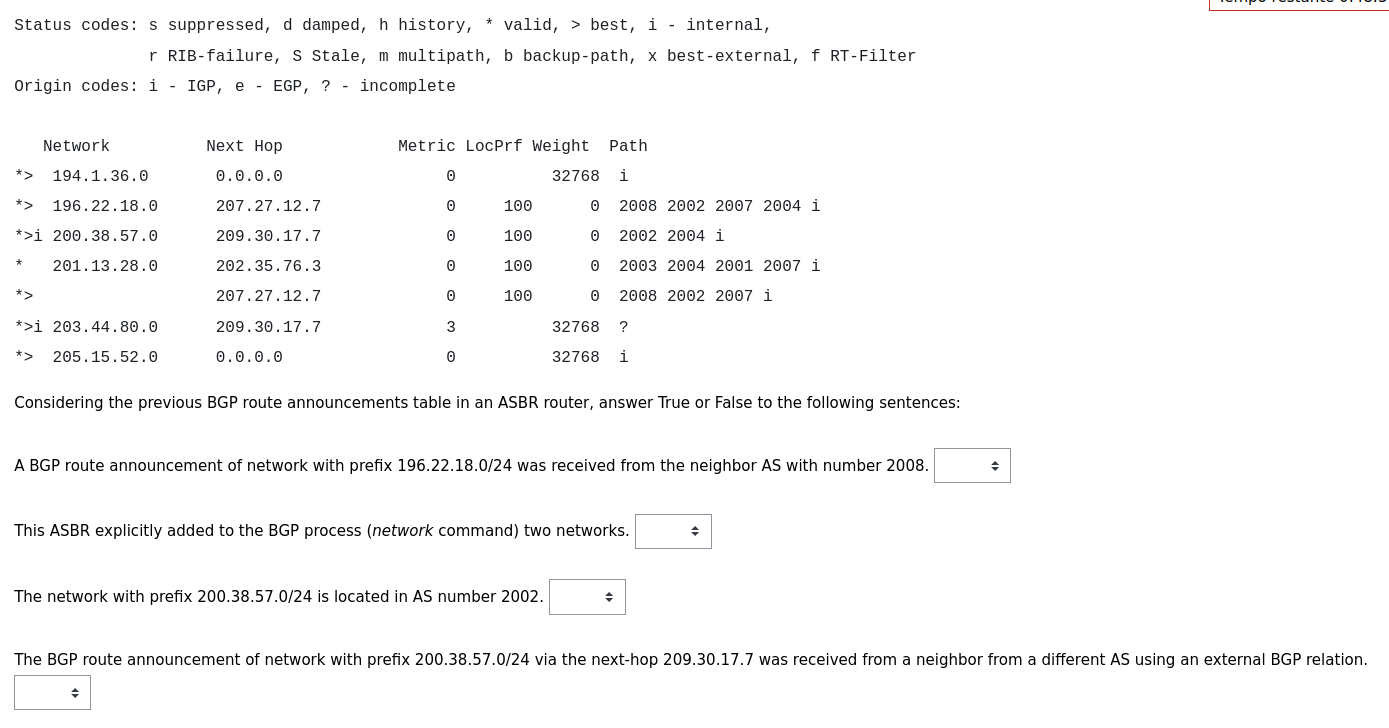 Status codes: s suppressed, d damped, h history, * valid, > best, i - internal,
r RIB-failure, S Stale, m multipath, b backup-path, x best-external, f RT-Filter
Origin codes: i - IGP, e - EGP, ? - incomplete
Network Next Hop Metric LocPrf Weight Path
*> 194.1.36.0 0.0.0.0 0 32768 i
*> 196.22.18.0 207.27.12.7 0 100 0 2008 2002 2007 2004 i
*>i 200.38.57.0 209.30.17.7 0 100 0 2002 2004 i
* 201.13.28.0 202.35.76.3 0 100 0 2003 2004 2001 2007 i
*> 207.27.12.7 0 100 0 2008 2002 2007 i
*>i 203.44.80.0 209.30.17.7 3 32768 ?
*> 205.15.52.0 0.0.0.0 0 32768 i
Considering the previous BGP route announcements table in an ASBR router, answer True or False to the following sentences:
A BGP route announcement of network with prefix 196.22.18.0/24 was received from the neighbor AS with number 2008.
This ASBR explicitly added to the BGP process (network command) two networks.
The network with prefix 200.38.57.0/24 is located in AS number 2002.
The BGP route announcement of network with prefix 200.38.57.0/24 via the next-hop 209.30.17.7 was received from a neighbor from a different AS using an external BGP relation.